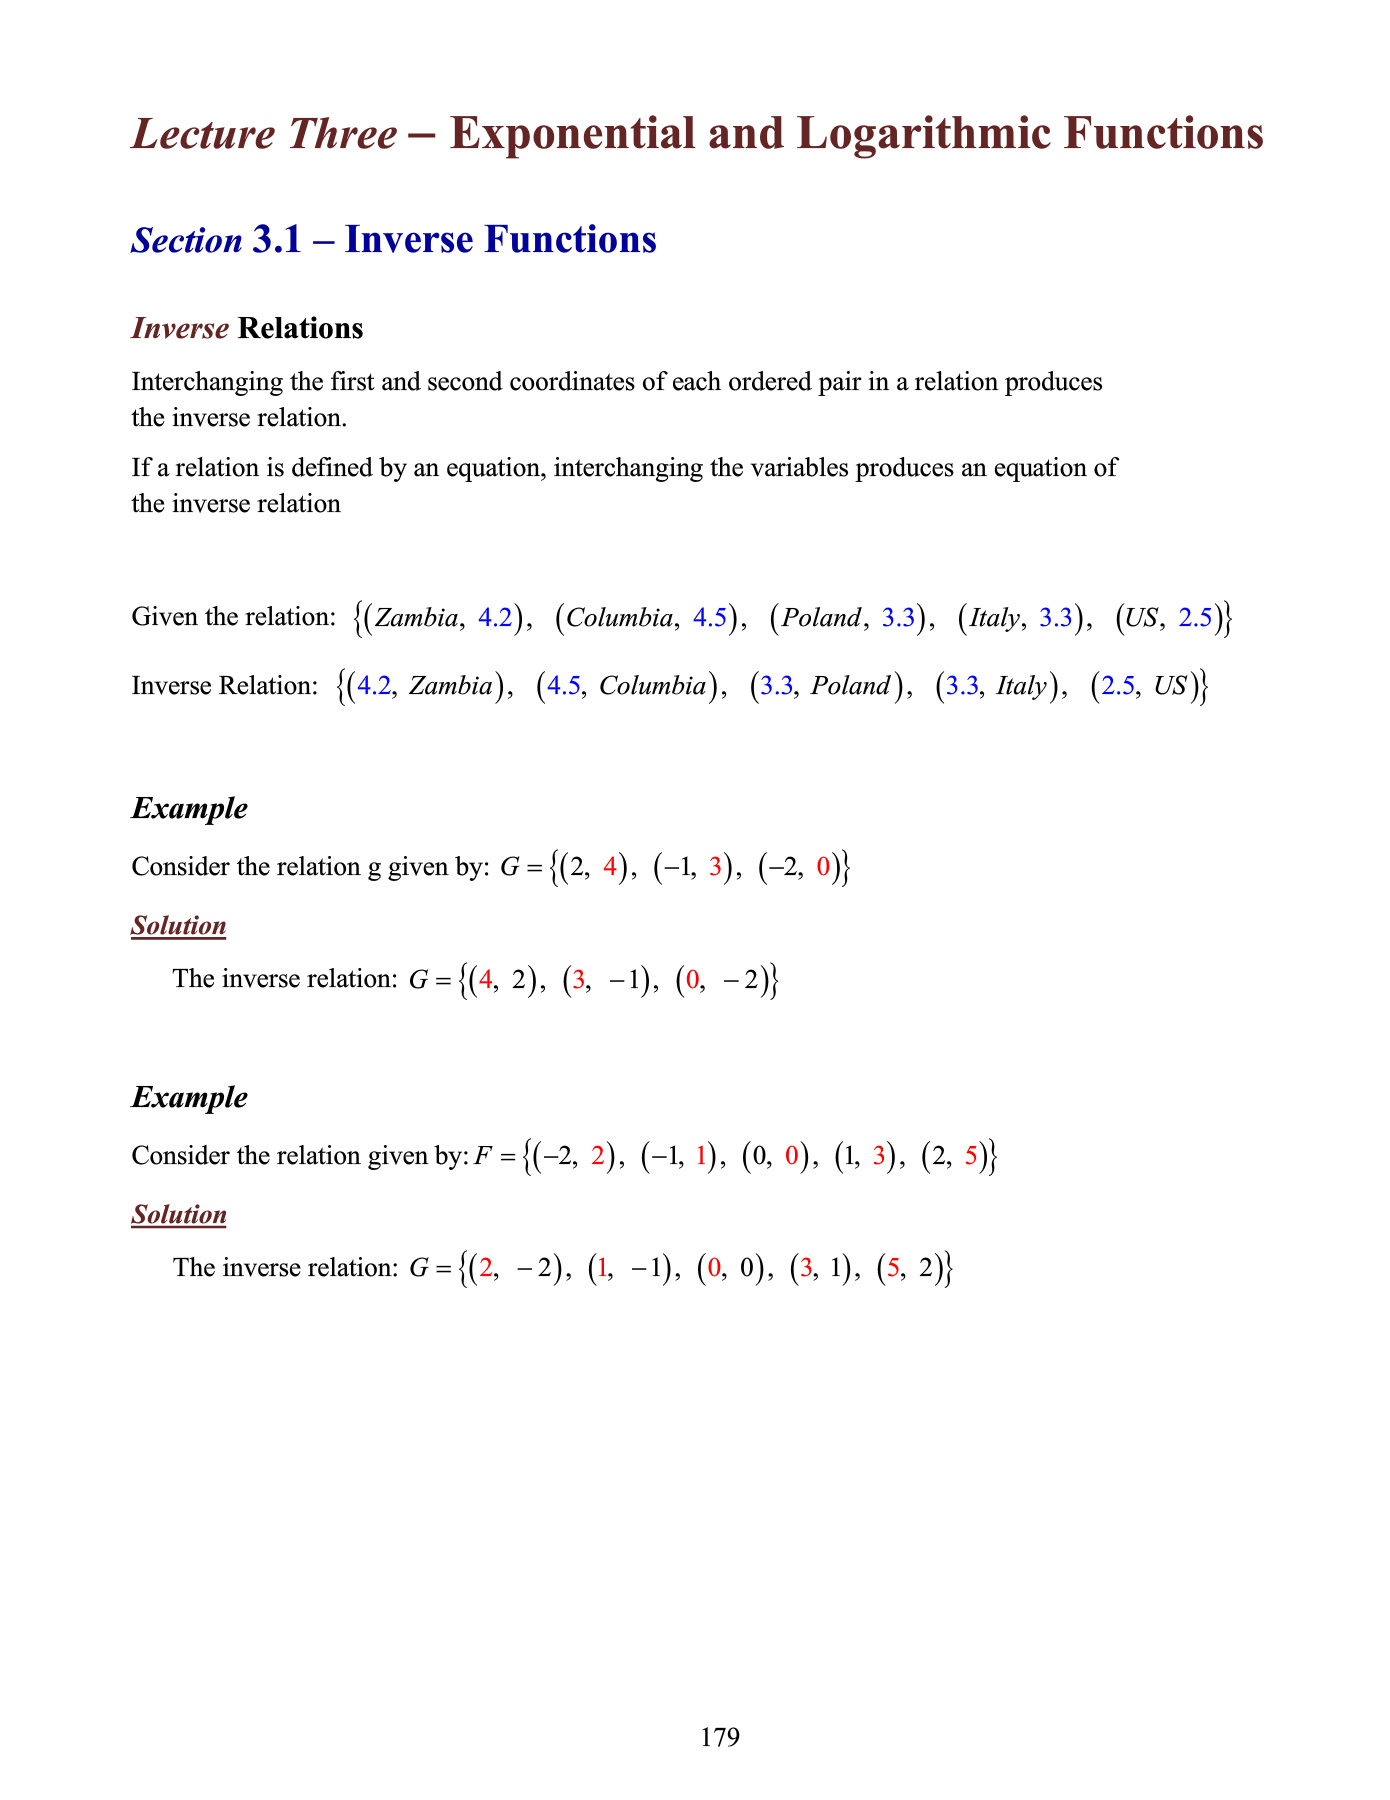 Lecture Three – Exponential and Logarithmic Functions
Section 3.1 – Inverse Functions
Inverse Relations
Interchanging the first and second coordinates of each ordered pair in a relation produces
the inverse relation.
If a relation is defined by an equation, interchanging the variables produces an equation of
the inverse relation
Given the relation: {(Zambia, 4.2), (Columbia, 4.5), (Poland, 3.3), (Italy, 3.3), (US, 2.5)}
Inverse Relation: {(4.2, Zambia), (4.5, Columbia), (3.3, Poland), (3.3, Italy), (2.5, US)}
Example
Consider the relation g given by: G = {(2, 4), (−1, 3), (−2, 0)}
Solution
The inverse relation: G = {(4, 2), (3, −1), (0, −2)}
Example
Consider the relation given by: F = {(−2, 2), (−1, 1), (0, 0), (1, 3), (2, 5)}
Solution
The inverse relation: G = {(2, −2), (1, −1), (0, 0), (3, 1), (5, 2)}
179